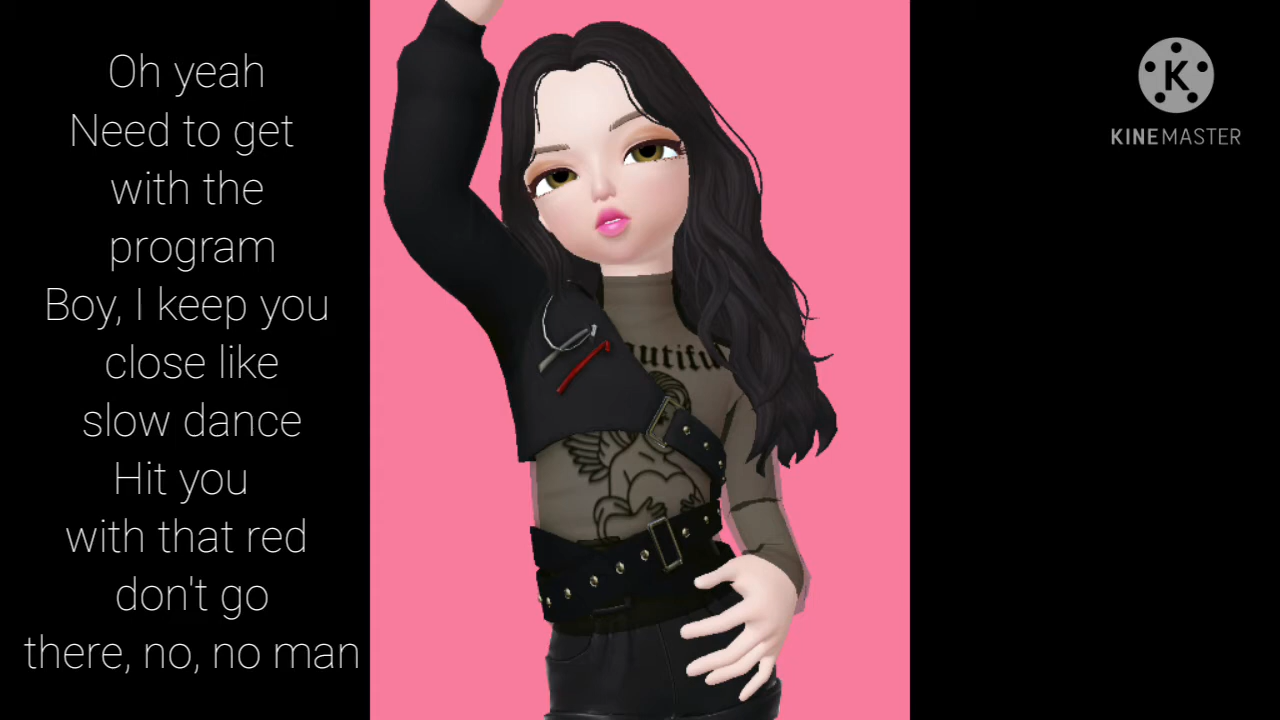 Oh yeah
Need to get
with the
program
Boy, I keep you
close like
slow dance
Hit you
with that red
don't go
there, no, no man
K
KINEMASTER
utiful